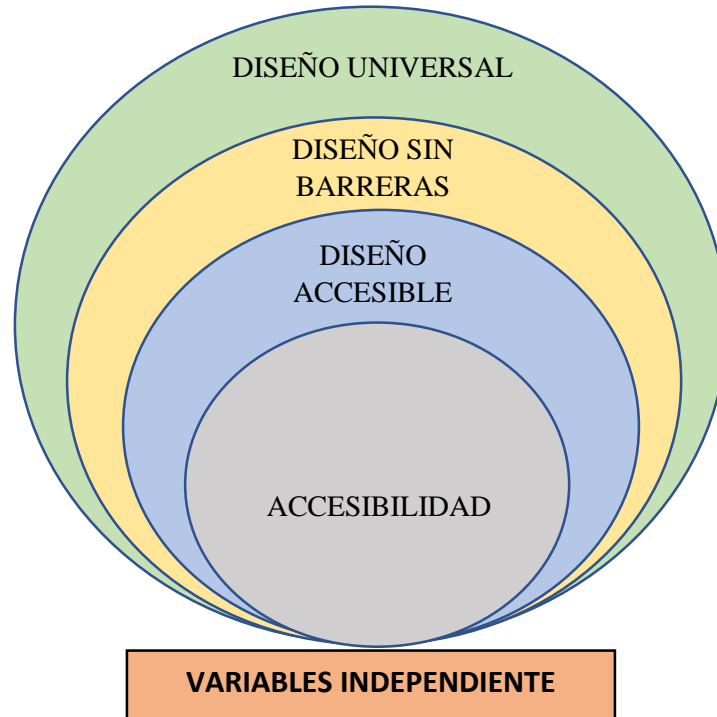 DISEÑO UNIVERSAL
DISEÑO SIN
BARRERAS
DISEÑO
ACCESIBLE
ACCESIBILIDAD
VARIABLES INDEPENDIENTE